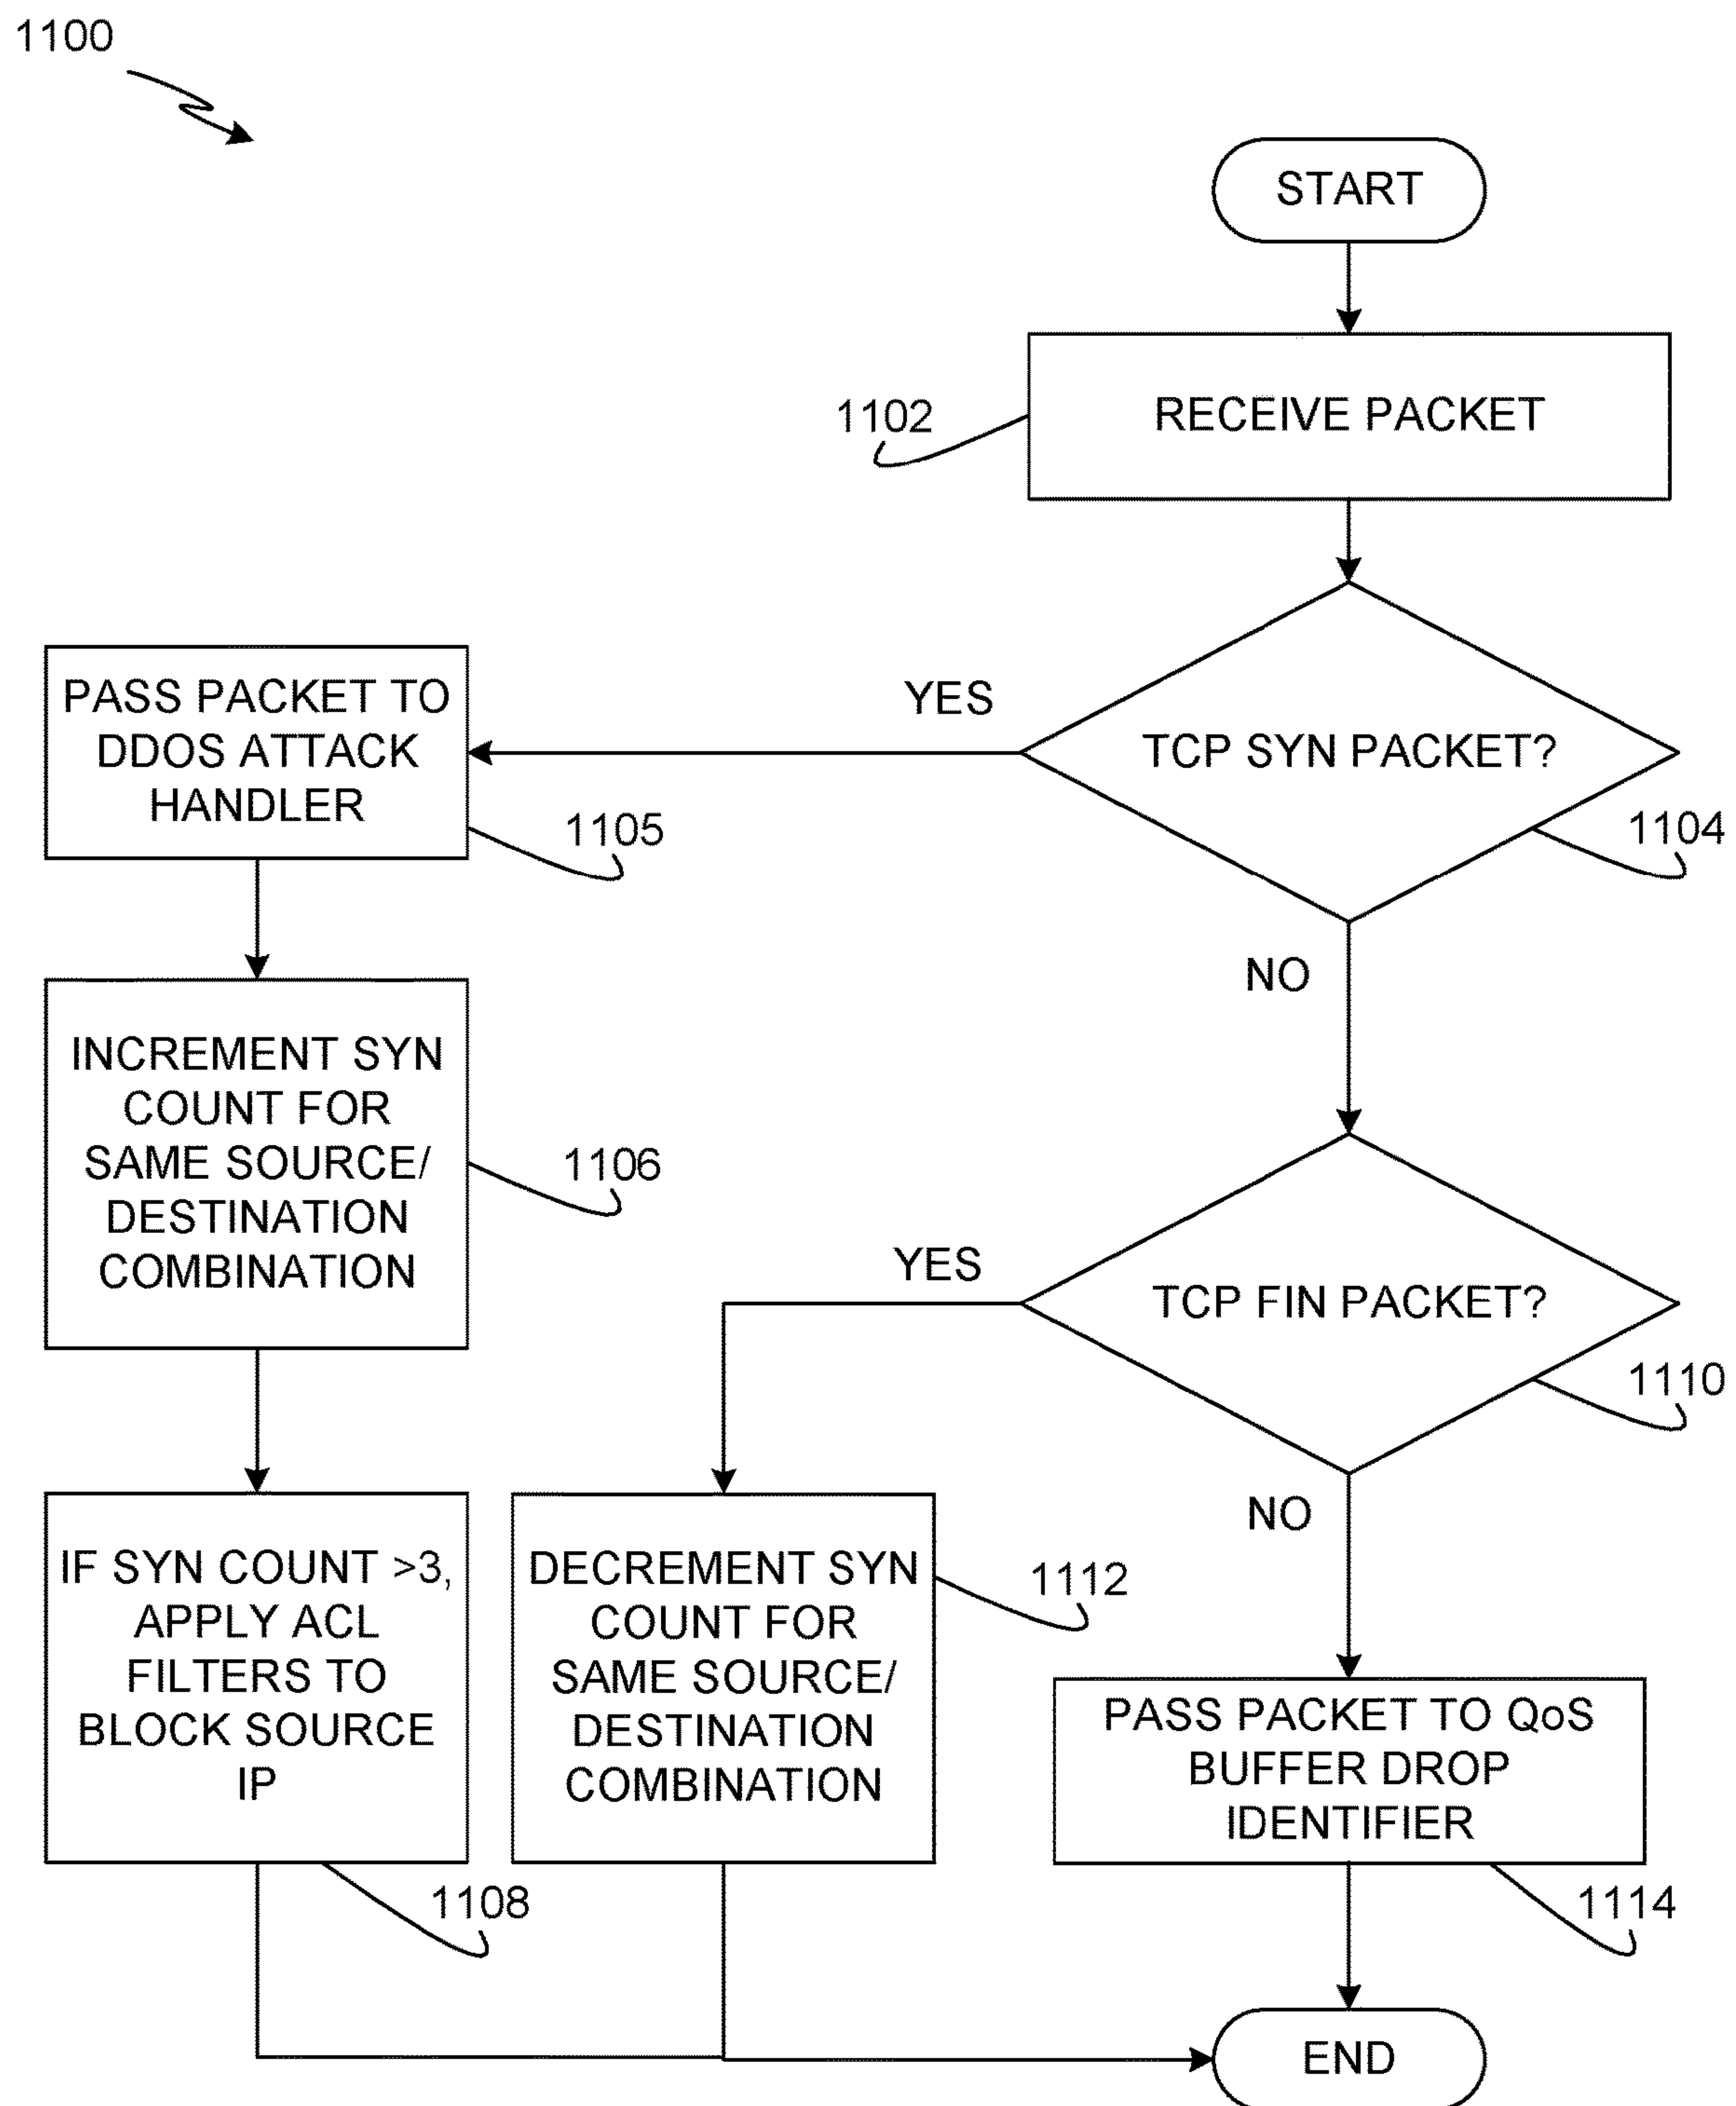 1100
START
RECEIVE PACKET
1102
TCP SYN PACKET?
1104
YES
NO
PASS PACKET TO
DDOS ATTACK
HANDLER
1105
INCREMENT SYN
COUNT FOR
SAME SOURCE/
DESTINATION
COMBINATION
1106
IF SYN COUNT >3,
APPLY ACL
FILTERS TO
BLOCK SOURCE
IP
1108
TCP FIN PACKET?
1110
YES
NO
DECREMENT SYN
COUNT FOR
SAME SOURCE/
DESTINATION
COMBINATION
1112
PASS PACKET TO QoS
BUFFER DROP
IDENTIFIER
1114
END